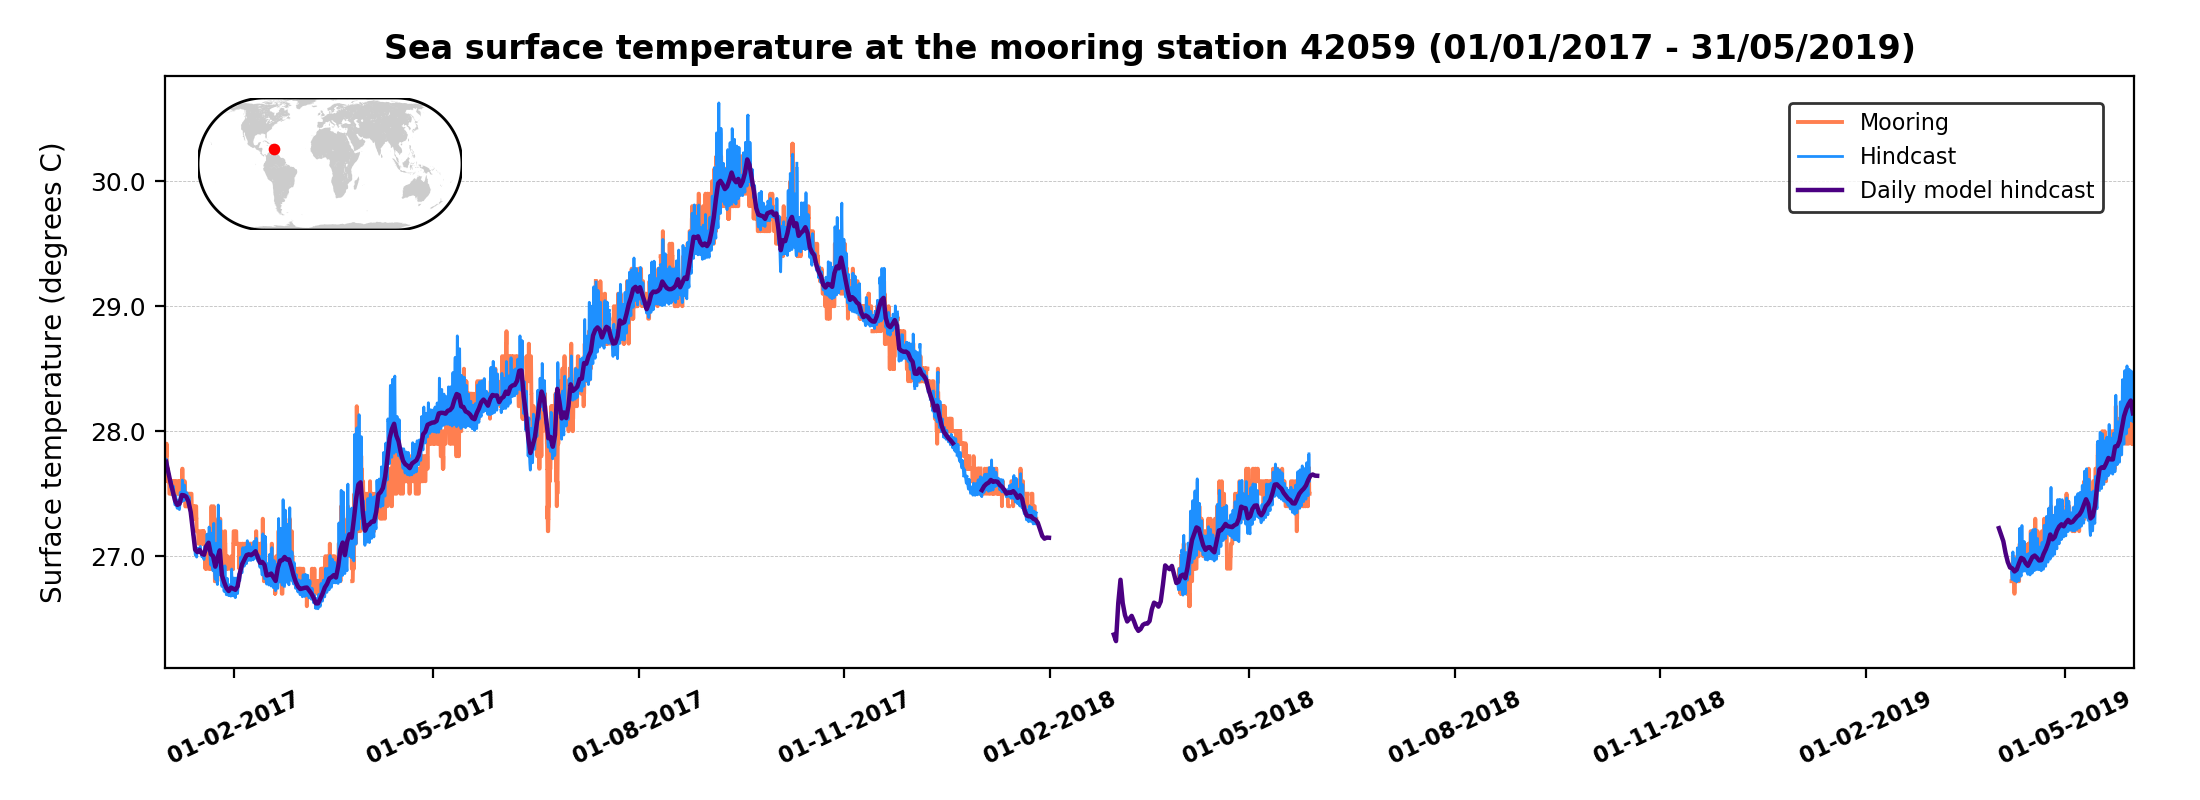 Sea surface temperature at the mooring station 42059 (01/01/2017 - 31/05/2019)
Surface temperature (degrees C)
30.0
29.0
28.0
27.0
Mooring
Hindcast
Daily model hindcast
01-02-2017
01-05-2017
01-08-2017
01-11-2017
01-02-2018
01-05-2018
01-08-2018
01-11-2018
01-02-2019
01-05-2019